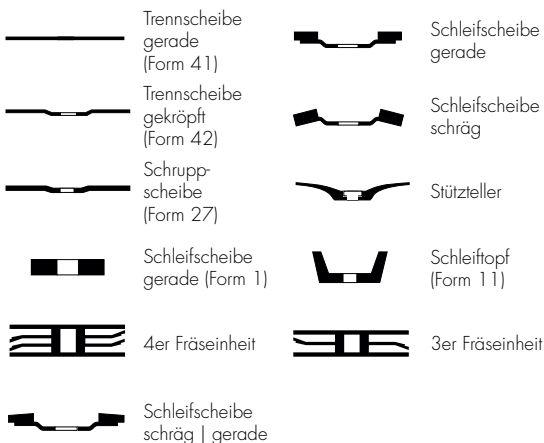 Trennscheibe
gerade
(Form 41)
Trennscheibe
gekröpft
(Form 42)
Schrupp-
scheibe
(Form 27)
Schleifscheibe
gerade (Form 1)
4er Fräseinheit
Schleifscheibe
schräg | gerade
Schleifscheibe
gerade
Schleifscheibe
schräg
Stützteller
Schleiftopf
(Form 11)
3er Fräseinheit